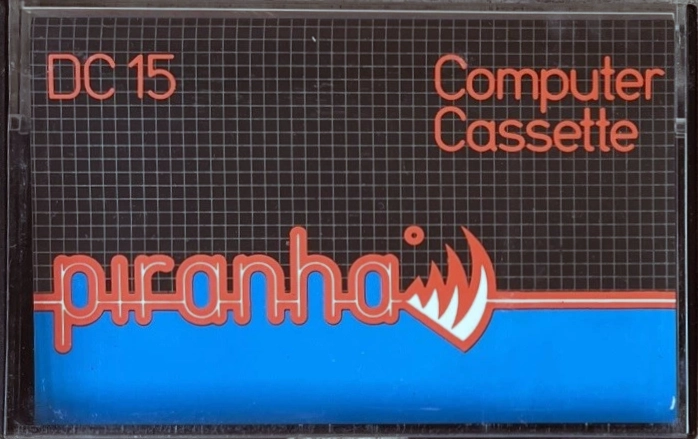 DC 15
Computer
Cassette
piranha